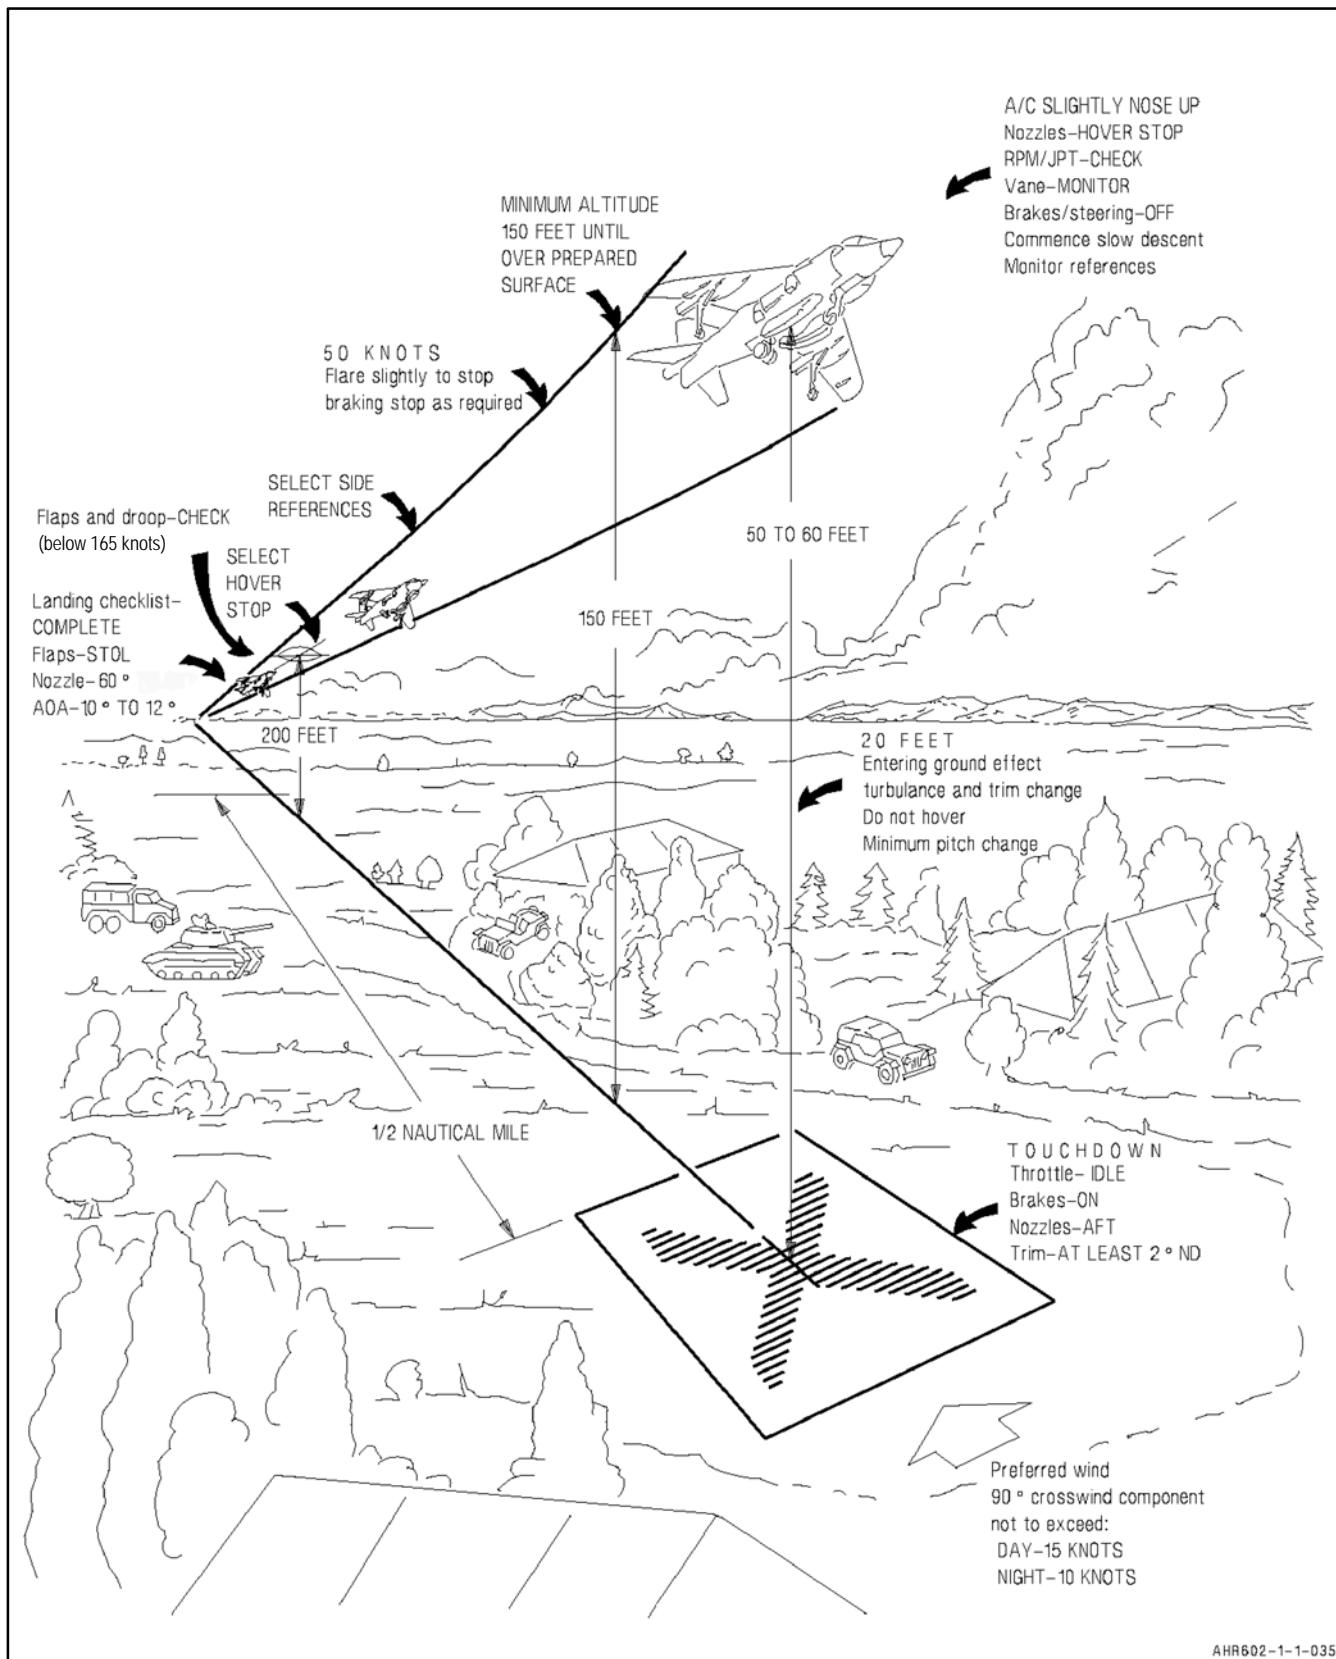 A/C SLIGHTLY NOSE UP
Nozzles-HOVER STOP
RPM/JPT-CHECK
Vane-MONITOR
Brakes/steering-OFF
Commence slow descent
Monitor references
MINIMUM ALTITUDE
150 FEET UNTIL
OVER PREPARED
SURFACE
50 KNOTS
Flare slightly to stop
braking stop as required
SELECT SIDE
REFERENCES
Flaps and droop-CHECK
(below 165 knots)
SELECT
HOVER
STOP
Landing checklist-
COMPLETE
Flaps-STOL
Nozzle-60°
AOA-10° TO 12°
50 TO 60 FEET
150 FEET
200 FEET
20 FEET
Entering ground effect
turbulance and trim change
Do not hover
Minimum pitch change
1/2 NAUTICAL MILE
TOUCHDOWN
Throttle-IDLE
Brakes-ON
Nozzles-AFT
Trim-AT LEAST 2° ND
Preferred wind
90° crosswind component
not to exceed:
DAY-15 KNOTS
NIGHT-10 KNOTS
AHR602-1-1-035